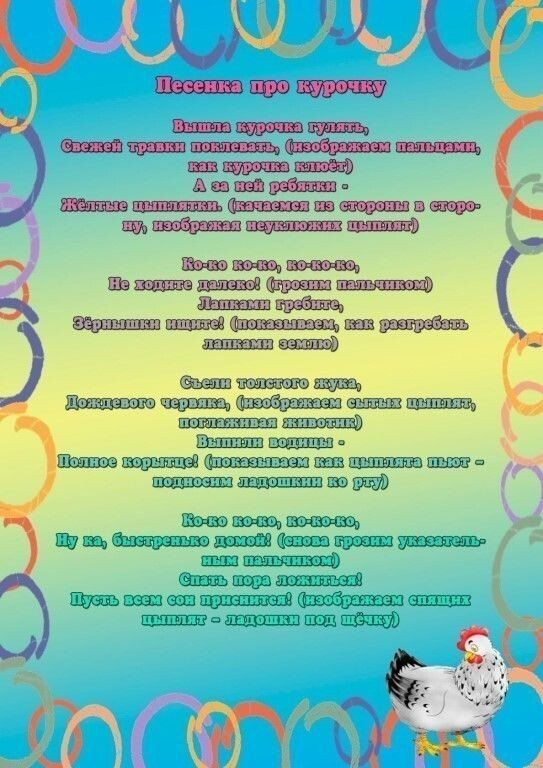 Песенка про курочку
Вышла курочка гулять,
Свежей травки поклевать, (изображаем пальцами,
как курочка клюёт)
А за ней ребятки -
Жёлтые цыплятки. (качаемся из стороны в сторо-
ну, изображая неуклюжих цыплят)
Ко-ко ко-ко, ко-ко-ко,
Не ходите далеко! (грозим пальчиком)
Лапками гребите,
Зёрнышки ищите! (показываем, как разгребать
лапками землю)
Съели толстого жука,
Дождевого червяка, (изображаем сытых цыплят,
поглаживая животик)
Выпили водицы -
Полное корытце! (показываем как цыплята пьют -
подносим ладошкии ко рту)
Ко-ко ко-ко, ко-ко-ко,
Ну ка, быстренько домой! (снова грозим указатель-
ным пальчиком)
Спать пора ложиться!
Пусть всем сон приснится! (изображаем спящих
цыплят - ладошки под щёчку)